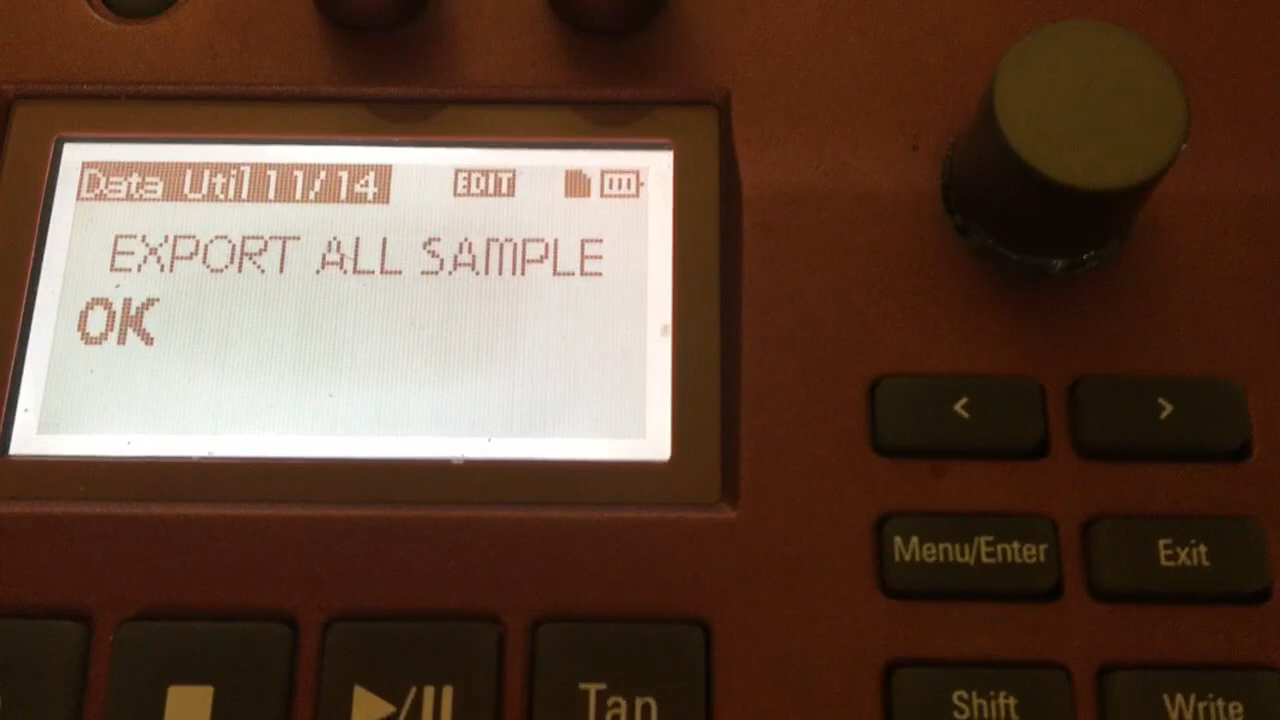 Data Util 11/14 EDIT
EXPORT ALL SAMPLE
OK
< >
Menu/Enter Exit
Tap Shift Write